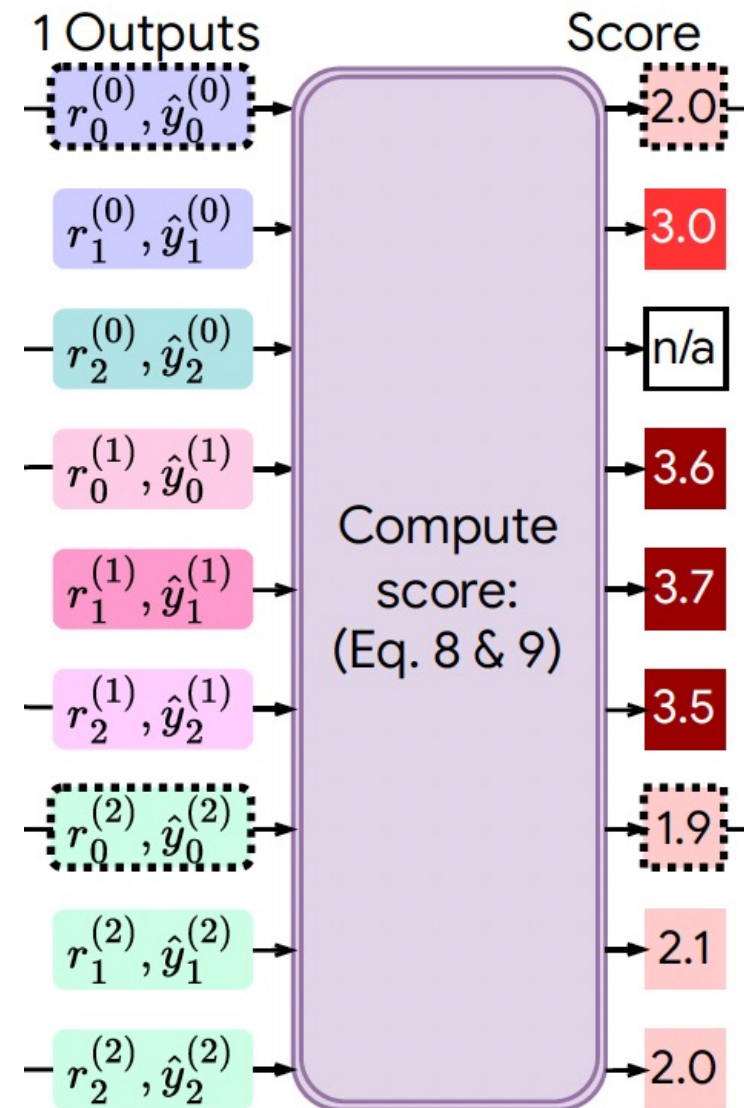 1 Outputs Score
r_0^{(0)}, ŷ_0^{(0)} 2.0
r_1^{(0)}, ŷ_1^{(0)} 3.0
r_2^{(0)}, ŷ_2^{(0)} n/a
r_0^{(1)}, ŷ_0^{(1)} 3.6
r_1^{(1)}, ŷ_1^{(1)} 3.7
r_2^{(1)}, ŷ_2^{(1)} 3.5
r_0^{(2)}, ŷ_0^{(2)} 1.9
r_1^{(2)}, ŷ_1^{(2)} 2.1
r_2^{(2)}, ŷ_2^{(2)} 2.0
Compute
score:
(Eq. 8 & 9)